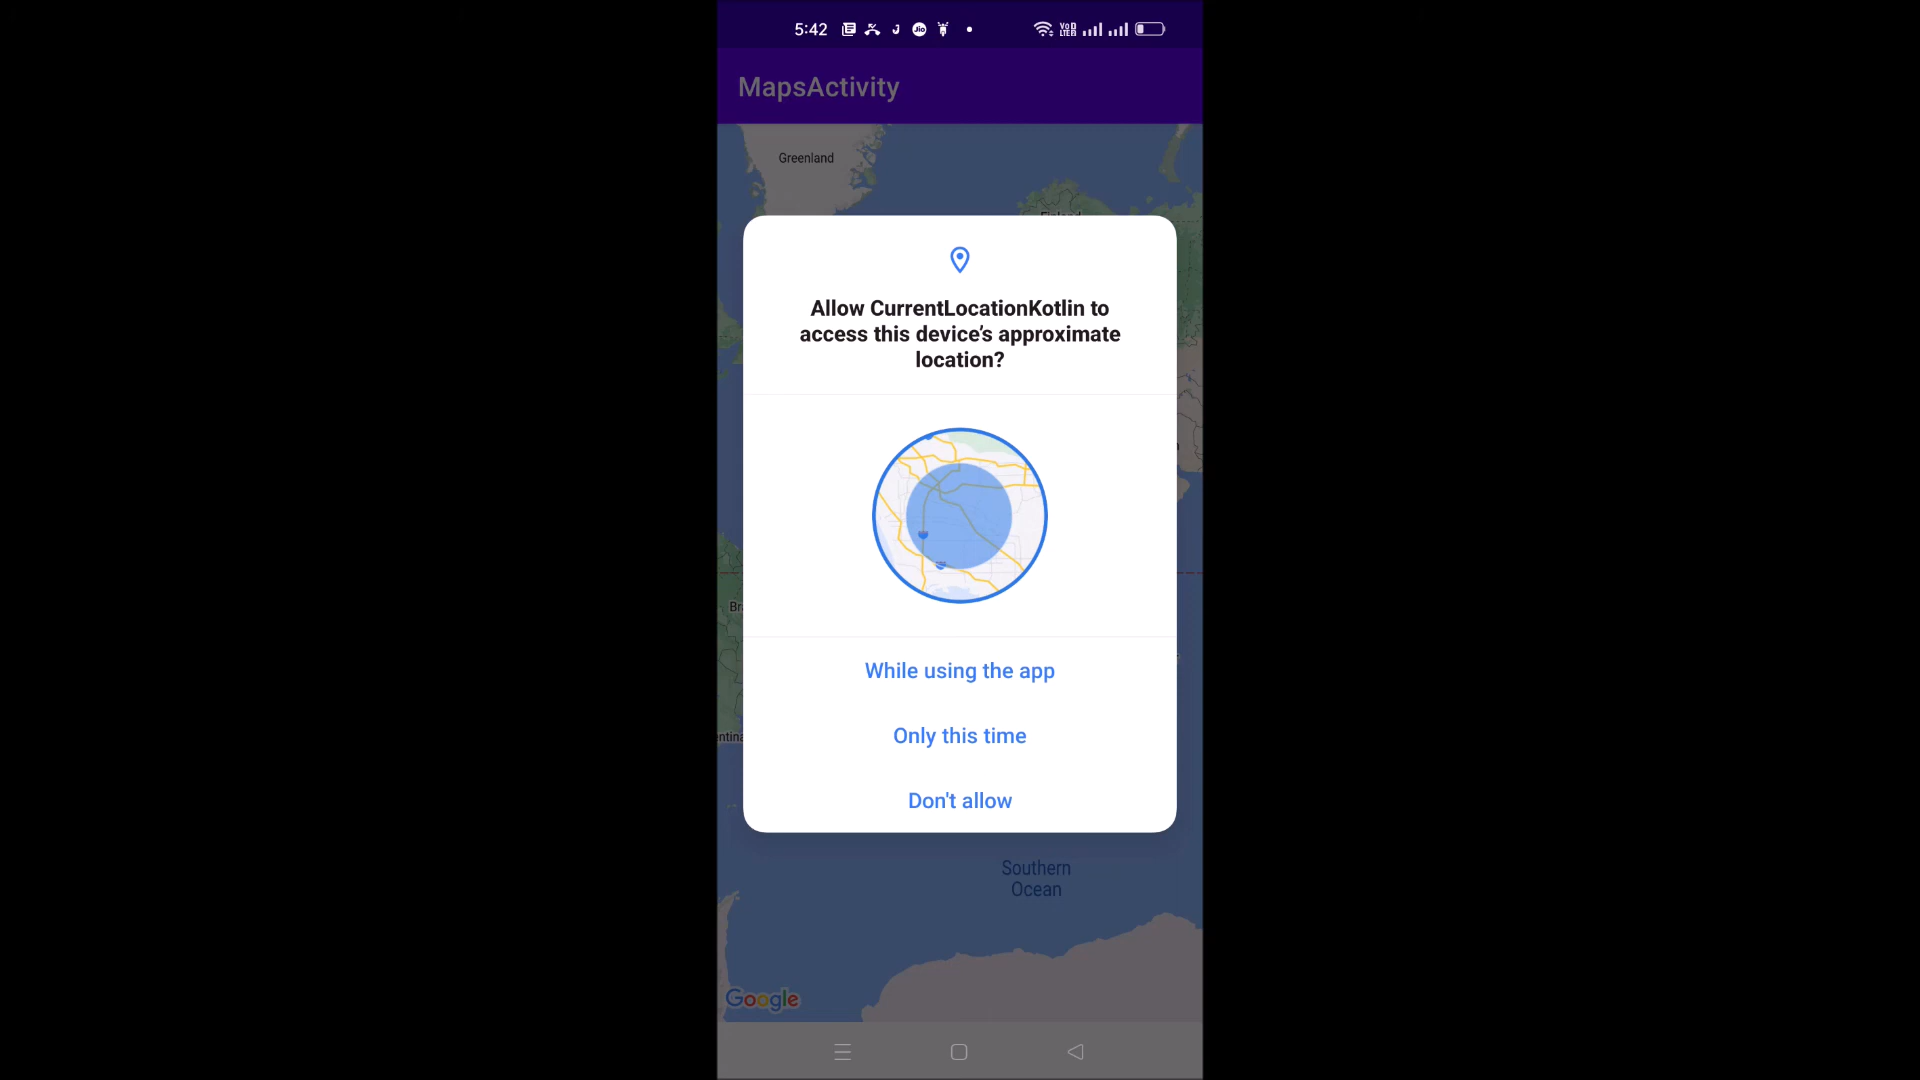 5:42
MapsActivity
Greenland
Allow CurrentLocationKotlin to
access this device’s approximate
location?
While using the app
Only this time
Don't allow
Southern
Ocean
Google